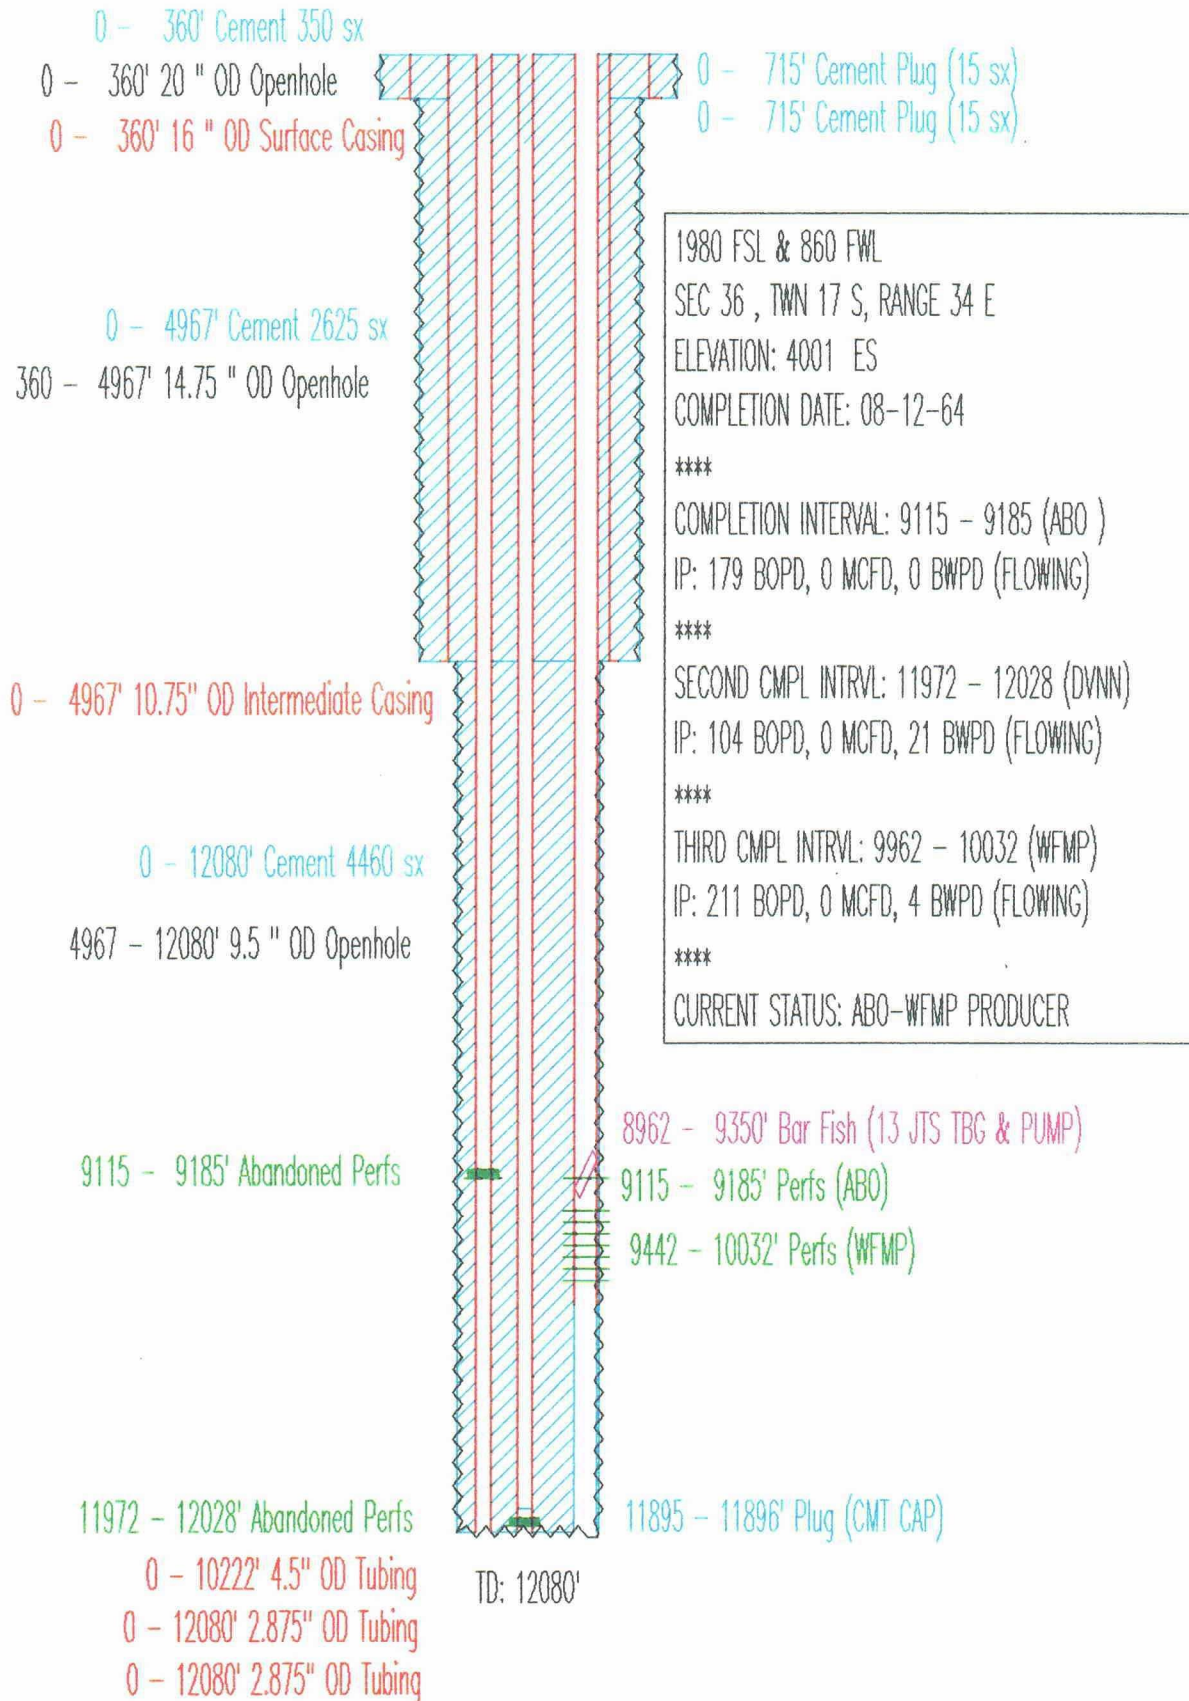 0 - 360' Cement 350 sx
0 - 360' 20 " OD Openhole
0 - 360' 16 " OD Surface Casing
0 - 715' Cement Plug (15 sx)
0 - 715' Cement Plug (15 sx)
0 - 4967' Cement 2625 sx
360 - 4967' 14.75 " OD Openhole
1980 FSL & 860 FWL
SEC 36 , TWN 17 S, RANGE 34 E
ELEVATION: 4001 ES
COMPLETION DATE: 08-12-64
****
COMPLETION INTERVAL: 9115 - 9185 (ABO )
IP: 179 BOPD, 0 MCFD, 0 BWPD (FLOWING)
****
SECOND CMPL INTRVL: 11972 - 12028 (DVNN)
IP: 104 BOPD, 0 MCFD, 21 BWPD (FLOWING)
****
THIRD CMPL INTRVL: 9962 - 10032 (WFMP)
IP: 211 BOPD, 0 MCFD, 4 BWPD (FLOWING)
****
CURRENT STATUS: ABO-WFMP PRODUCER
0 - 4967' 10.75" OD Intermediate Casing
0 - 12080' Cement 4460 sx
4967 - 12080' 9.5 " OD Openhole
8962 - 9350' Bar Fish (13 JTS TBG & PUMP)
9115 - 9185' Abandoned Perfs
9115 - 9185' Perfs (ABO)
9442 - 10032' Perfs (WFMP)
11972 - 12028' Abandoned Perfs
11895 - 11896' Plug (CMT CAP)
0 - 10222' 4.5" OD Tubing
0 - 12080' 2.875" OD Tubing
0 - 12080' 2.875" OD Tubing
TD: 12080'